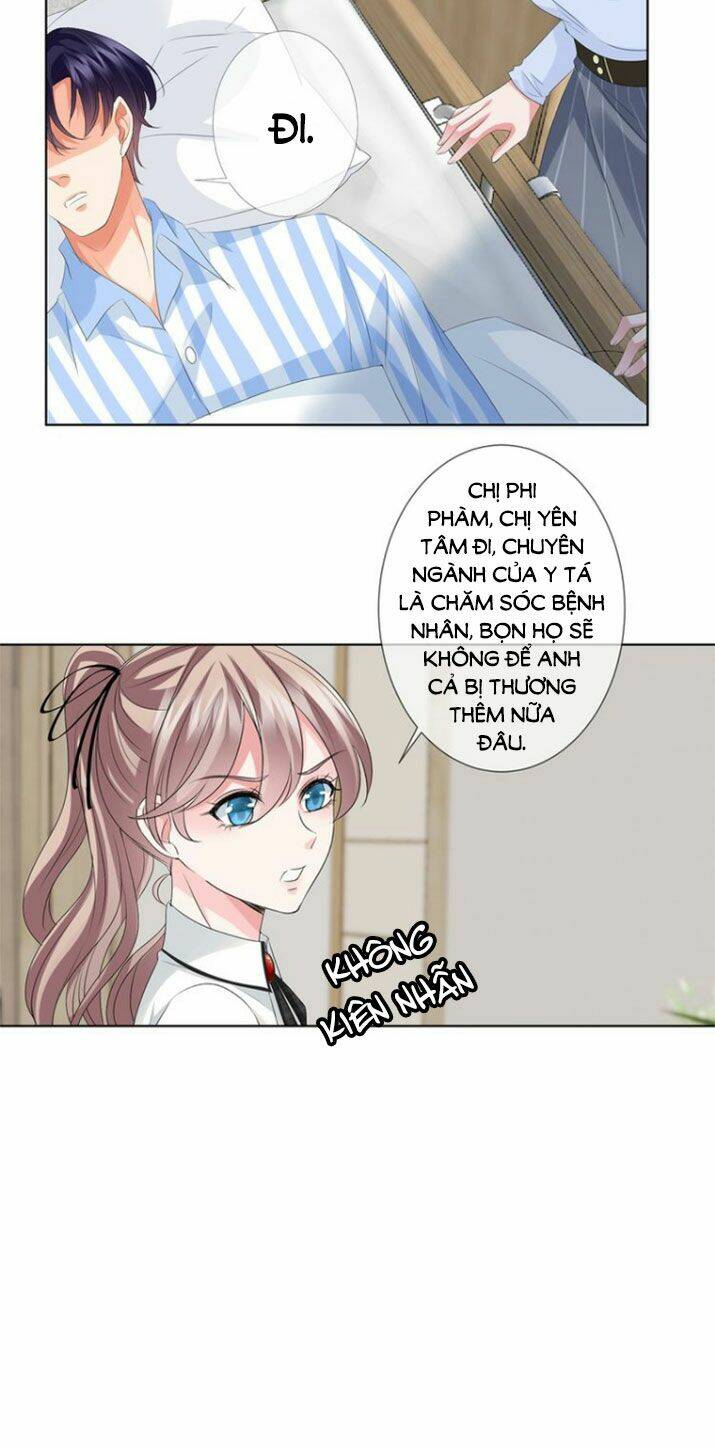 ĐI.
CHỊ PHI
PHÀM, CHỊ YÊN
TÂM ĐI, CHUYÊN
NGÀNH CỦA Y TÁ
LÀ CHĂM SÓC BỆNH
NHÂN, BỌN HỌ SẼ
KHÔNG ĐỂ ANH
CẢ BỊ THƯƠNG
THÊM NỮA
ĐÂU.
KHÔNG
KIÊN NHẪN